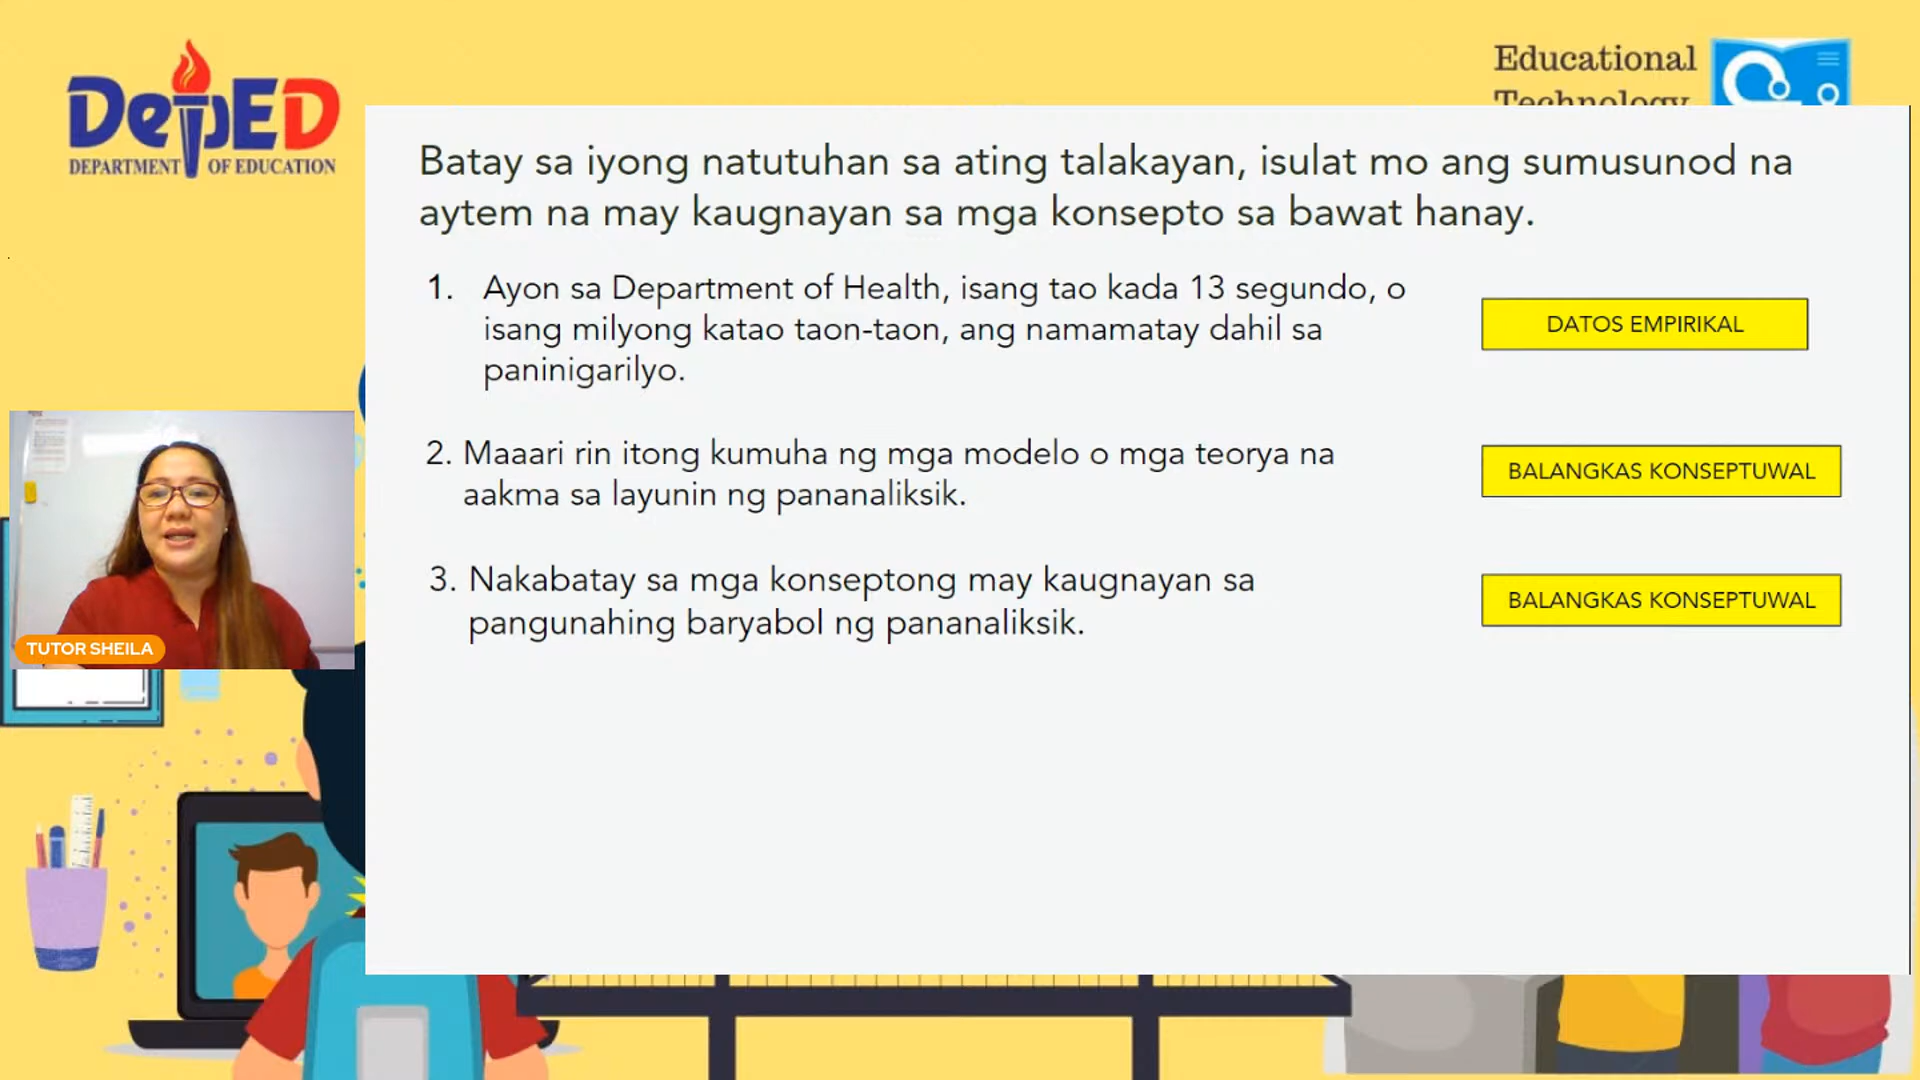 DepED
DEPARTMENT OF EDUCATION
Educational
Technology
Batay sa iyong natutuhan sa ating talakayan, isulat mo ang sumusunod na
aytem na may kaugnayan sa mga konsepto sa bawat hanay.
1. Ayon sa Department of Health, isang tao kada 13 segundo, o
isang milyong katao taon-taon, ang namamatay dahil sa
paninigarilyo.
DATOS EMPIRIKAL
2. Maaari rin itong kumuha ng mga modelo o mga teorya na
aakma sa layunin ng pananaliksik.
BALANGKAS KONSEPTUWAL
3. Nakabatay sa mga konseptong may kaugnayan sa
pangunahing baryabol ng pananaliksik.
BALANGKAS KONSEPTUWAL
TUTOR SHEILA